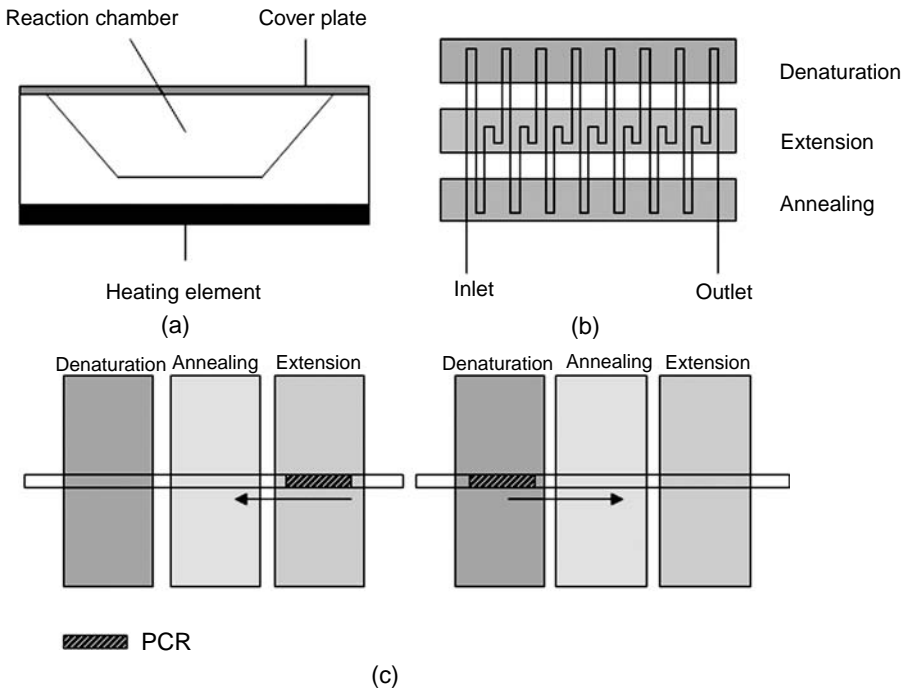 Reaction chamber
Cover plate
Heating element
(a)
Denaturation
Extension
Annealing
Inlet
Outlet
(b)
Denaturation Annealing Extension
Denaturation Annealing Extension
PCR
(c)